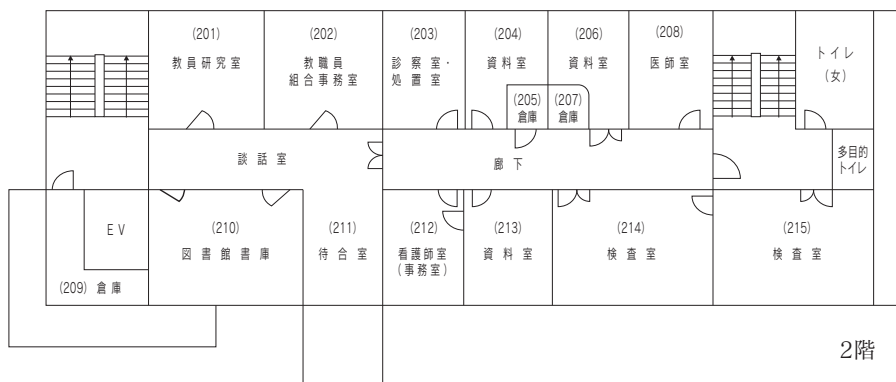 (201)
教員研究室
(202)
教職員
組合事務室
(203)
診察室・
処置室
(204)
資料室
(206)
資料室
(208)
医師室
トイレ
(女)
(205)
倉庫
(207)
倉庫
談話室
廊下
多目的
トイレ
EV
(209) 倉庫
(210)
図書館書庫
(211)
待合室
(212)
看護師室
(事務室)
(213)
資料室
(214)
検査室
(215)
検査室
2階